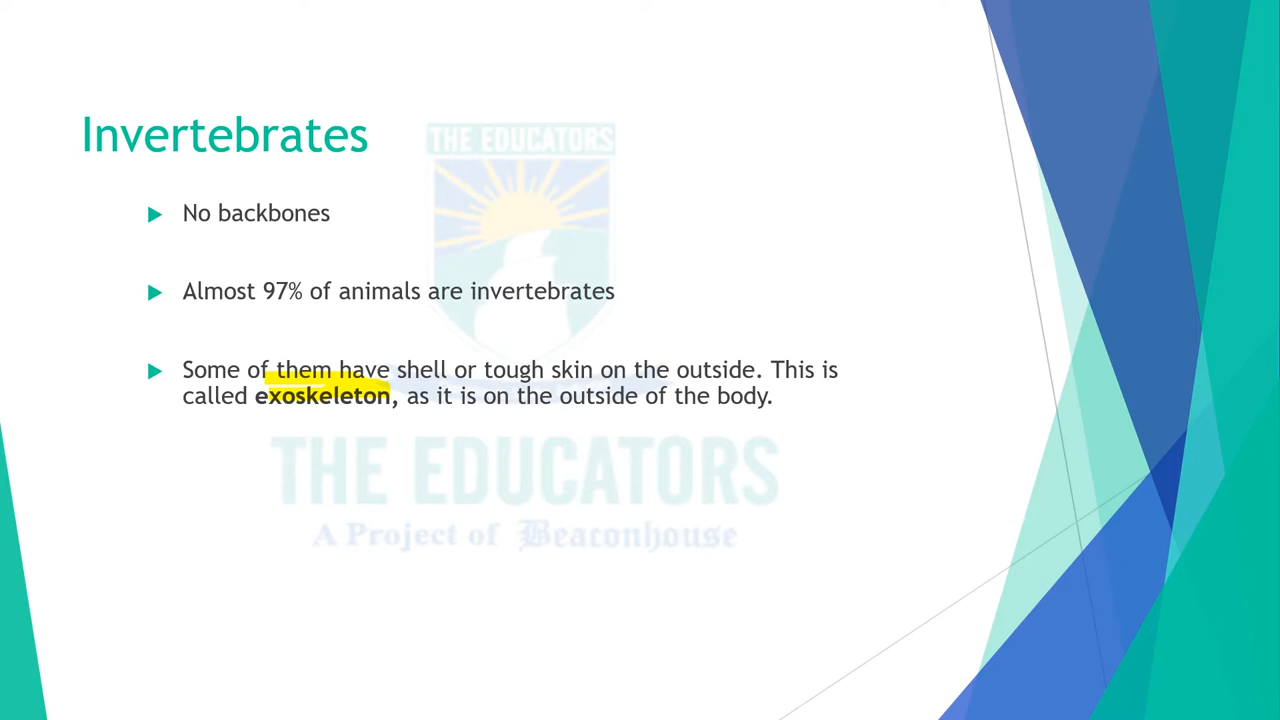 THE EDUCATORS
Invertebrates
No backbones
Almost 97% of animals are invertebrates
Some of them have shell or tough skin on the outside. This is
called exoskeleton, as it is on the outside of the body.
THE EDUCATORS
A Project of Beaconhouse